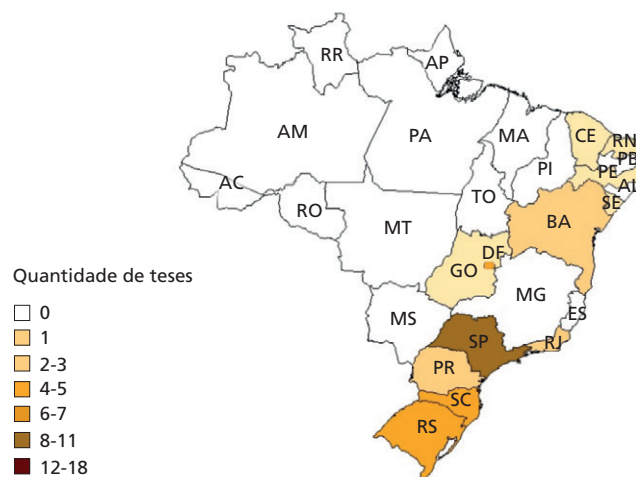 RR
AP
AM
PA
MA
CE
RN
PB
PE
AL
SE
PI
AC
TO
RO
BA
MT
DF
GO
MG
ES
MS
SP
RJ
PR
SC
RS
Quantidade de teses
0
1
2-3
4-5
6-7
8-11
12-18